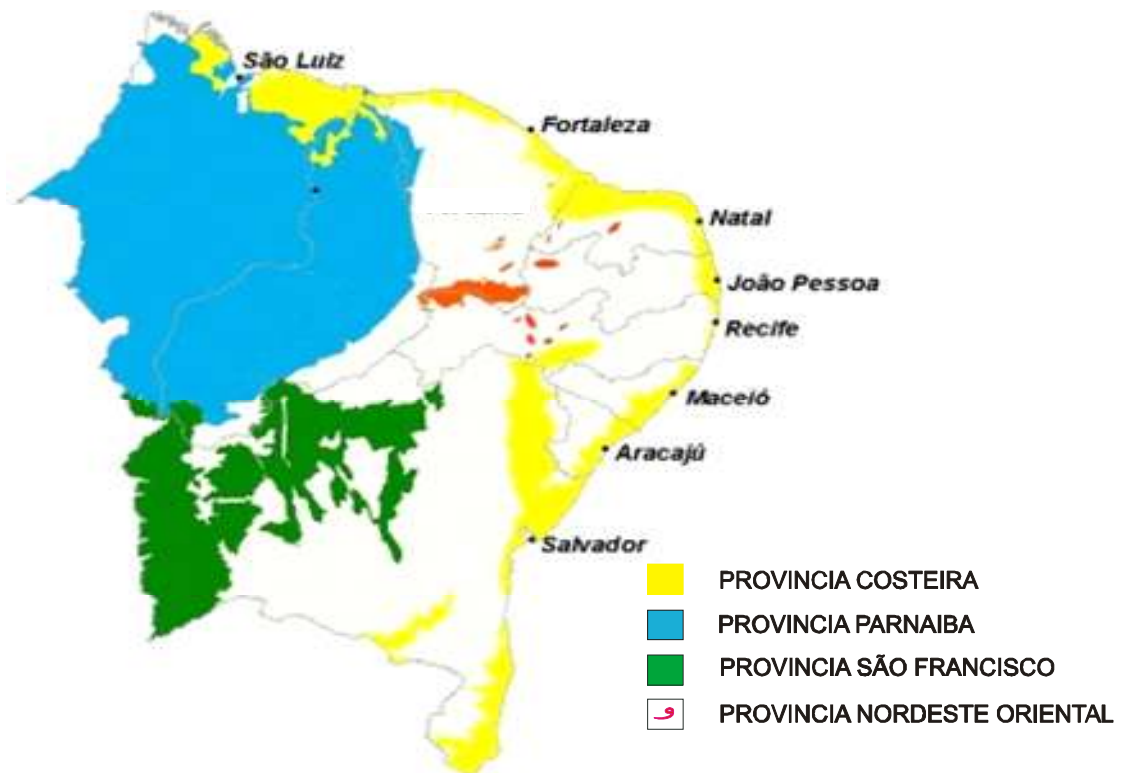 São Luiz
Fortaleza
Natal
João Pessoa
Recife
Maceió
Aracajú
Salvador
PROVINCIA COSTEIRA
PROVINCIA PARNAIBA
PROVINCIA SÃO FRANCISCO
PROVINCIA NORDESTE ORIENTAL